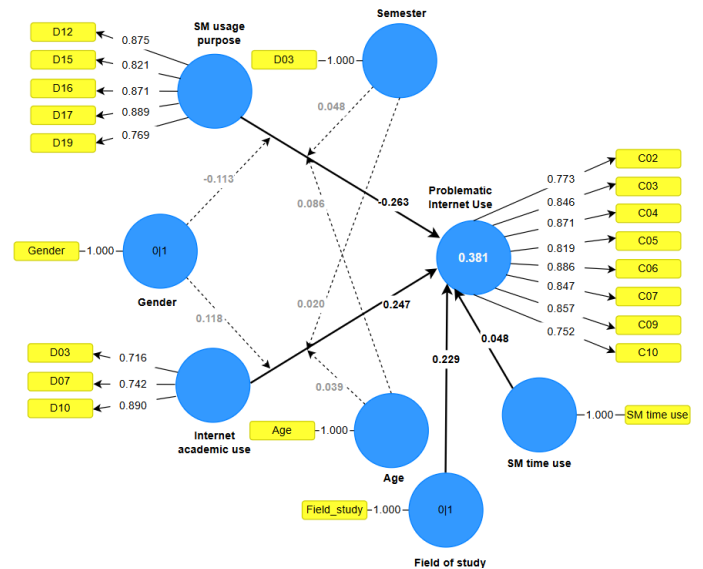 Semester
D12
SM usage
purpose
0.875
D15
0.821
D03
1.000
D16
0.871
D17
0.889
0.048
D19
0.769
C02
0.773
C03
Problematic
Internet Use
0.846
-0.113
0.086
-0.263
C04
0.871
C05
0.819
Gender
1.000
0|1
0.381
0.886
C06
0.847
C07
Gender
0.020
0.247
0.857
C09
0.118
0.752
C10
0.048
D03
0.716
0.229
D07
0.742
0.039
D10
0.890
1.000
SM time use
Age
1.000
Internet
academic use
SM time use
Age
Field_study
1.000
0|1
Field of study